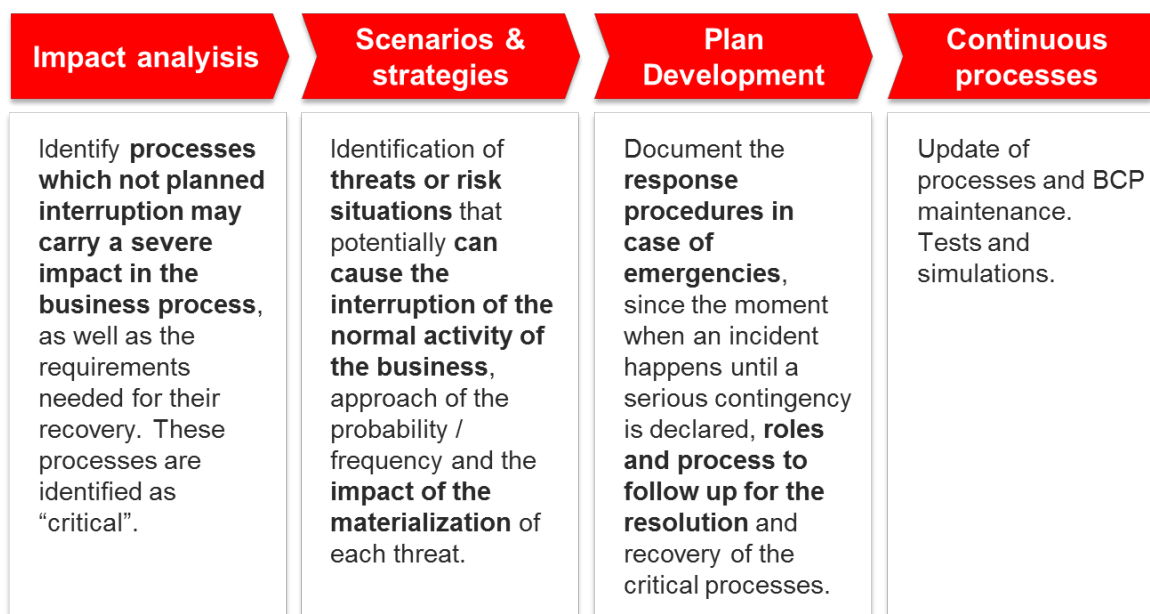 Impact analyisis
Identify processes
which not planned
interruption may
carry a severe
impact in the
business process,
as well as the
requirements
needed for their
recovery. These
processes are
identified as
“critical”.
Scenarios &
strategies
Identification of
threats or risk
situations that
potentially can
cause the
interruption of the
normal activity of
the business,
approach of the
probability /
frequency and the
impact of the
materialization of
each threat.
Plan
Development
Document the
response
procedures in
case of
emergencies,
since the moment
when an incident
happens until a
serious contingency
is declared, roles
and process to
follow up for the
resolution and
recovery of the
critical processes.
Continuous
processes
Update of
processes and BCP
maintenance.
Tests and
simulations.